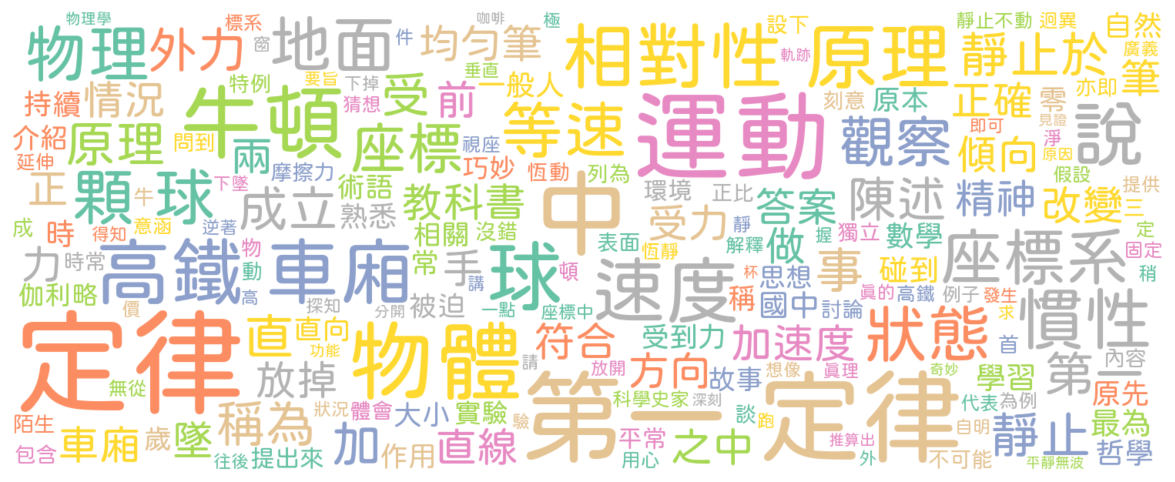 物理學
咖啡
極
設下
靜止不動
迥異
自然
標系
件
物理
外力
地面
窗
均勻筆
相對性
原理
軌跡
靜止於
廣義
垂直
特例
要旨
下掉
一般人
亦即
筆
持續
情況
牛頓
猜想
受
前
等速
運動
刻意
原本
正確
零
見證
說
介紹
原理
問到
兩
座標
視座
觀察
即可
淨
延伸
摩擦力
巧妙
恆動
列為
傾向
原因
假設
正
顆
球
下墜
牛
術語
教科書
中
環境
正比
答案
陳述
精神
改變
提供
三
成
時
得知
意涵
逆著
成立
熟悉
相關
沒錯
受力
靜
獨立
數學
定
物
表面
恆靜
解釋
做
握
固定
力
時常
動
高鐵
車廂
常
手
球
頓
速度
杯
思想
事
碰到
座標系
稍
伽利略
高
講
稱
國中
真的
高鐵
例子
發生
價
探知
分開
被迫
一點
座標中
討論
求
慣性
定律
直
直向
物體
符合
受到力
加速度
狀態
首
功能
放掉
請
放開
方向
故事
想像
真理
奇妙
第一
內容
無從
第一
科學史家
深刻
定律
學習
原先
狀況
體會
大小
實驗
驗
談
跑
代表
為例
陌生
稱為
自明
最為
包含
車廂
歲
墜
加
直線
平常
之中
推算出
靜止
往後
提出來
作用
用心
外
不可能
平靜無波
哲學